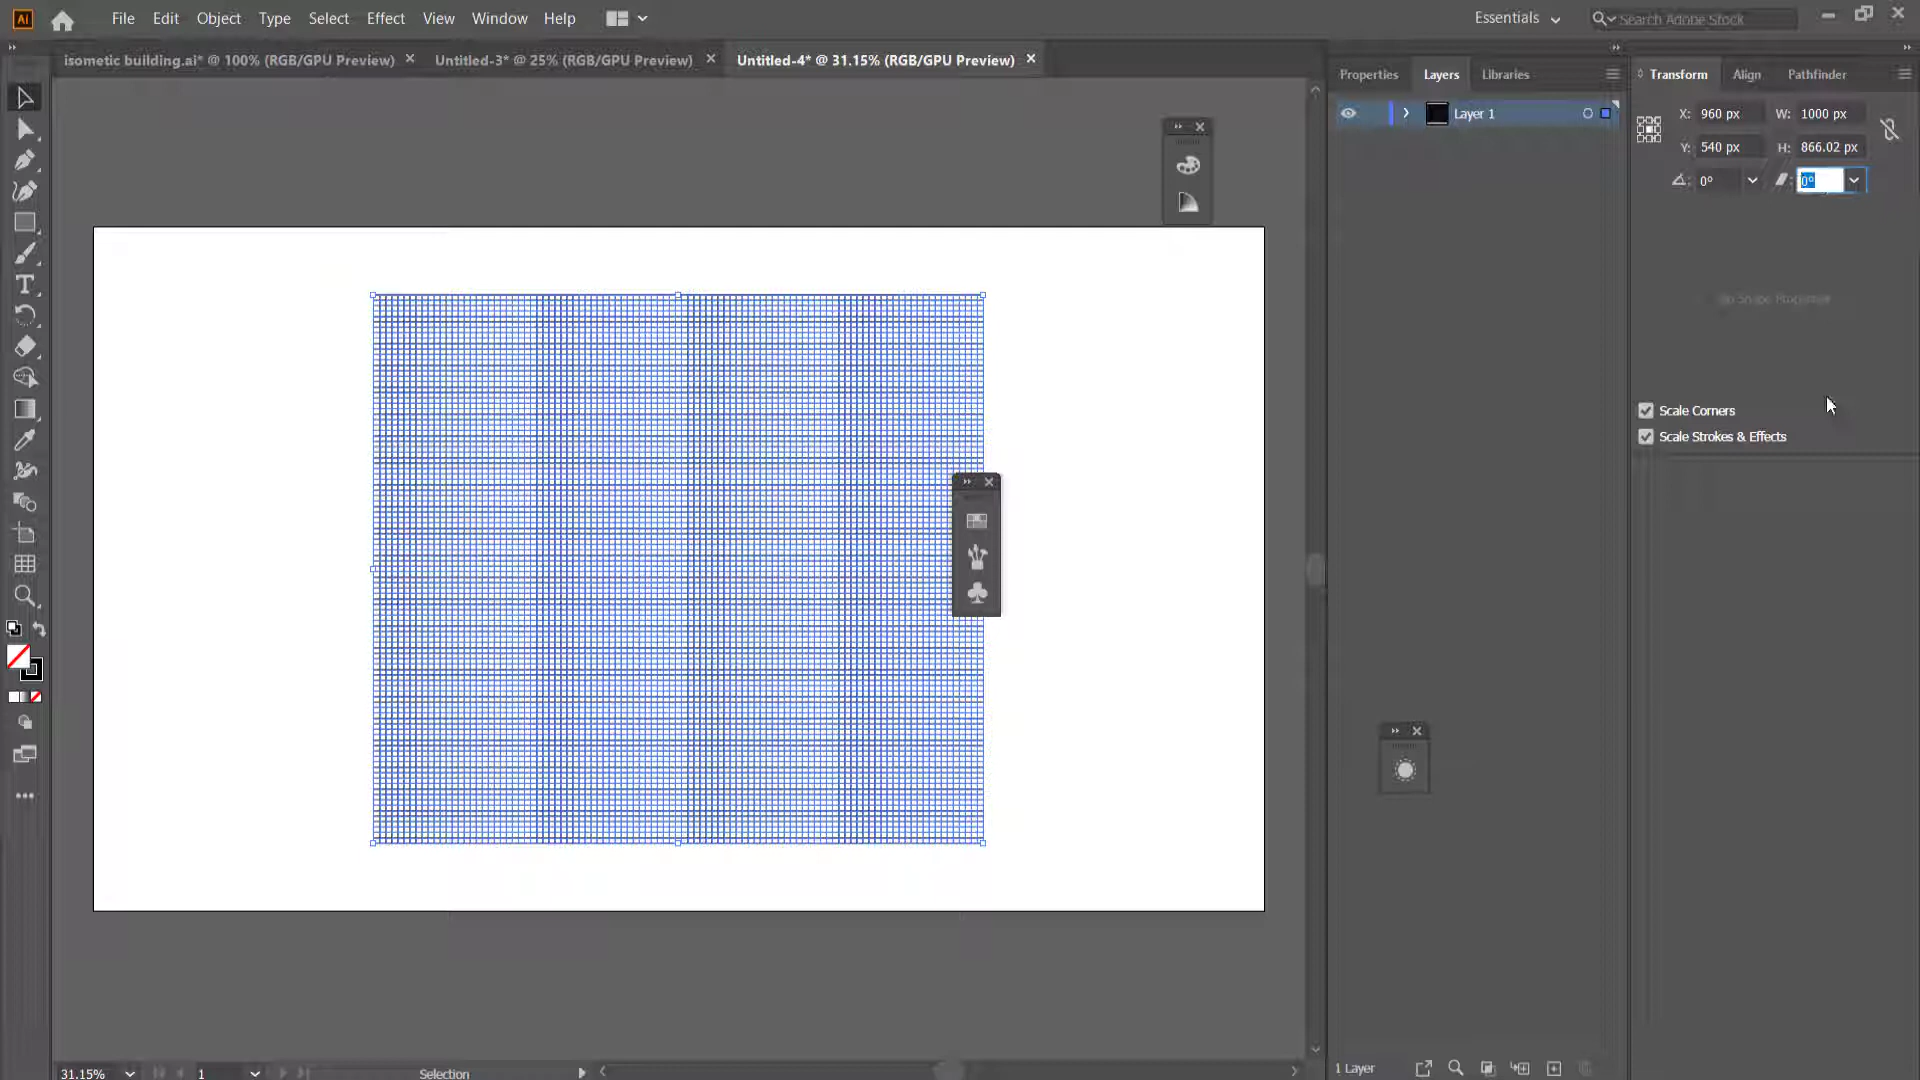 Ai File Edit Object Type Select Effect View Window Help Essentials Search Adobe Stock
isometic building.ai* @ 100% (RGB/GPU Preview) Untitled-3* @ 25% (RGB/GPU Preview) Untitled-4* @ 31.15% (RGB/GPU Preview)
Properties Layers Libraries
Transform Align Pathfinder
Layer 1
X: 960 px W: 1000 px
Y: 540 px H: 866.02 px
0° 0°
No Shape Properties
Scale Corners
Scale Strokes & Effects
31.15% 1 Selection
1 Layer